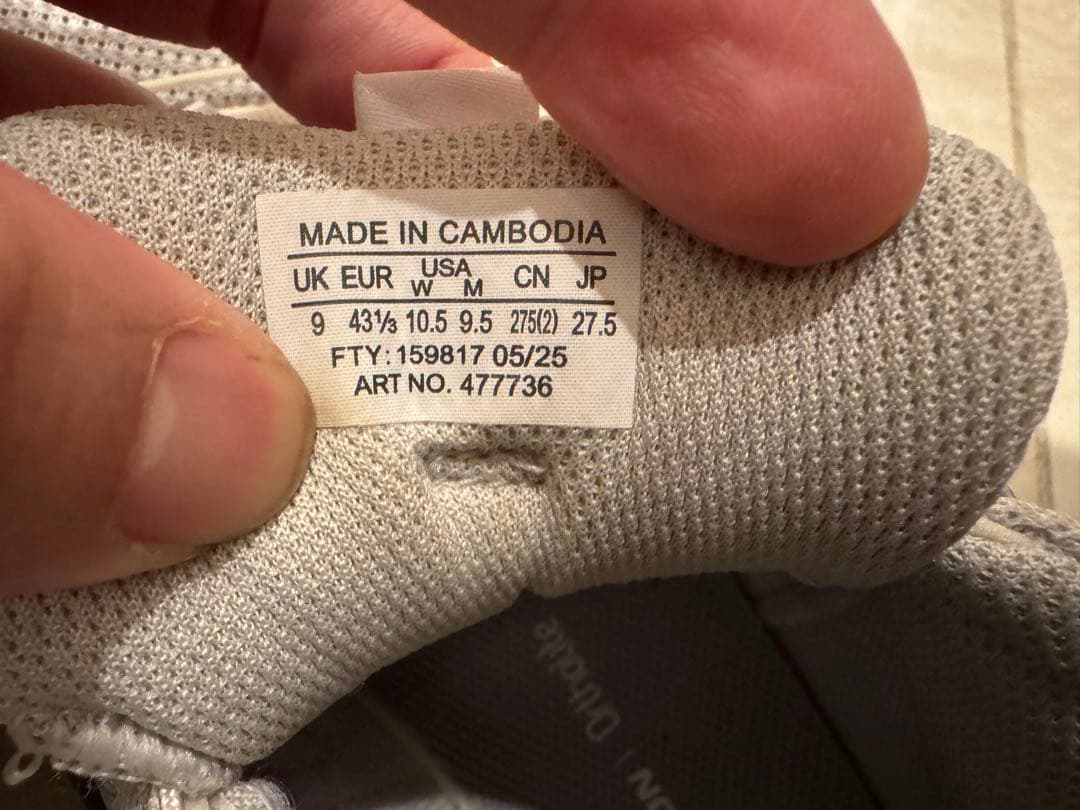 MADE IN CAMBODIA
UK EUR USA W M CN JP
9 43⅓ 10.5 9.5 275(2) 27.5
FTY: 159817 05/25
ART NO. 477736
Ortholite